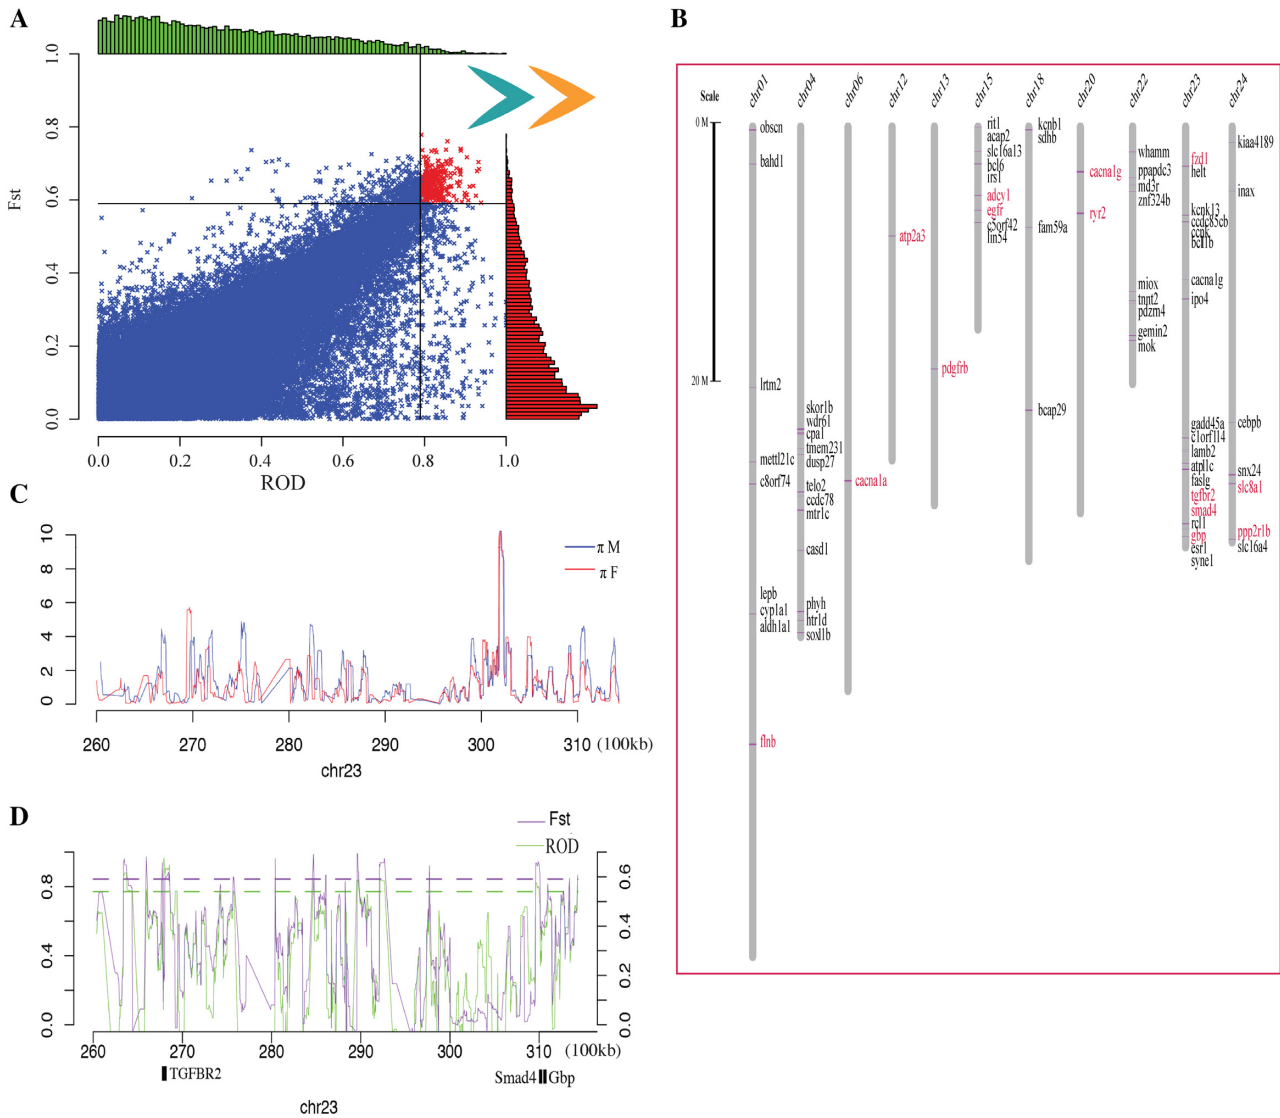 A
1.0
0.8
0.6
0.4
0.2
0.0
Fst
0.0 0.2 0.4 0.6 0.8 1.0
ROD
B
chr01 chr04 chr06 chr12 chr13 chr15 chr18 chr20 chr22 chr23 chr24
Scale
0 M
20 M
obscn
bahd1
lrtm2
mettl21c
c8orf74
lepb
cyp1a1
aldh1a1
flnb
skor1b
wdr61
cpa1
tmem231
dusp27
telo2
ccdc78
mtr1c
casd1
phyh
htr1d
soxl1b
cacna1a
atp2a3
pdgfrb
rit1
acap2
slc16a13
bcl6
irs1
adcy1
egfr
c5orf42
lin54
kcnb1
sdhb
fam59a
bcap29
cacna1g
ryr2
whamm
ppapdc3
md3r
znf324b
miox
tnpt2
pdzrn4
gemin2
mok
fzd1
helt
kcnk13
ccdc85cb
ccnk
bcl1b
cacna1g
ipo4
gadd45a
c1orf114
lamb2
atpl1c
faslg
tgfbr2
smad4
rcl1
gbp
esr1
syne1
kiaa4189
inax
cebpb
snx24
slc8a1
ppp2r1b
slc16a4
C
10
8
6
4
2
0
π M
π F
260 270 280 290 300 310 (100kb)
chr23
D
Fst
ROD
0.8
0.4
0.0
0.6
0.4
0.2
0.0
260 270 280 290 300 310 (100kb)
TGFBR2
Smad4 Gbp
chr23